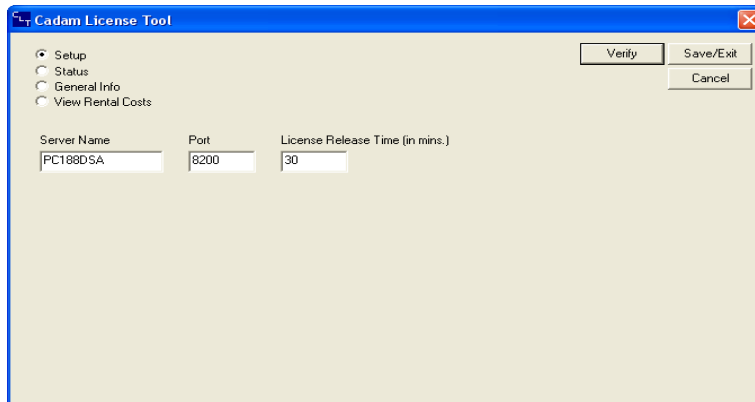 CLT Cadam License Tool
Setup
Status
General Info
View Rental Costs
Verify
Save/Exit
Cancel
Server Name Port License Release Time (in mins.)
PC188DSA 8200 30